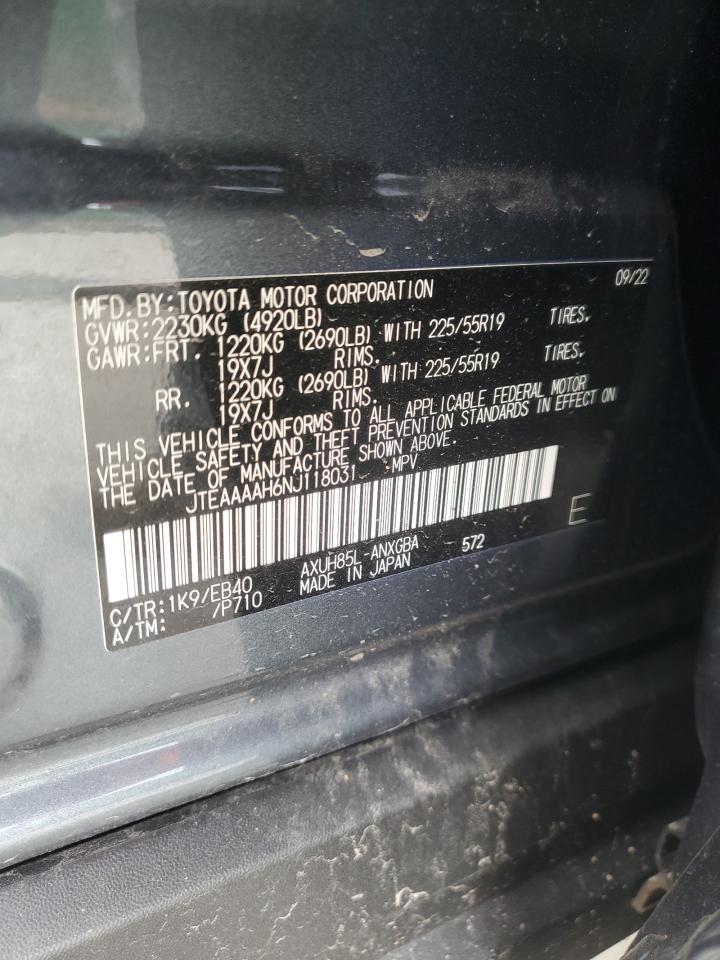 09/22
MFD. BY: TOYOTA MOTOR CORPORATION
GVWR: 2230KG (4920LB)
GAWR: FRT. 1220KG (2690LB) WITH 225/55R19 TIRES,
19X7J RIMS.
RR. 1220KG (2690LB) WITH 225/55R19 TIRES,
19X7J RIMS.
THIS VEHICLE CONFORMS TO ALL APPLICABLE FEDERAL MOTOR
VEHICLE SAFETY AND THEFT PREVENTION STANDARDS IN EFFECT ON
THE DATE OF MANUFACTURE SHOWN ABOVE.
JTEAAAAH6NJ118031 MPV
E
C/TR: 1K9/EB40 AXUH85L-ANXGBA 572
A/TM: /P710 MADE IN JAPAN